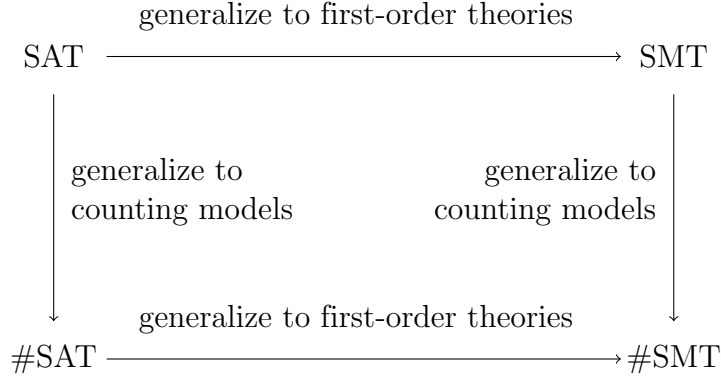 generalize to first-order theories
SAT
SMT
generalize to
counting models
generalize to
counting models
generalize to first-order theories
#SAT
#SMT